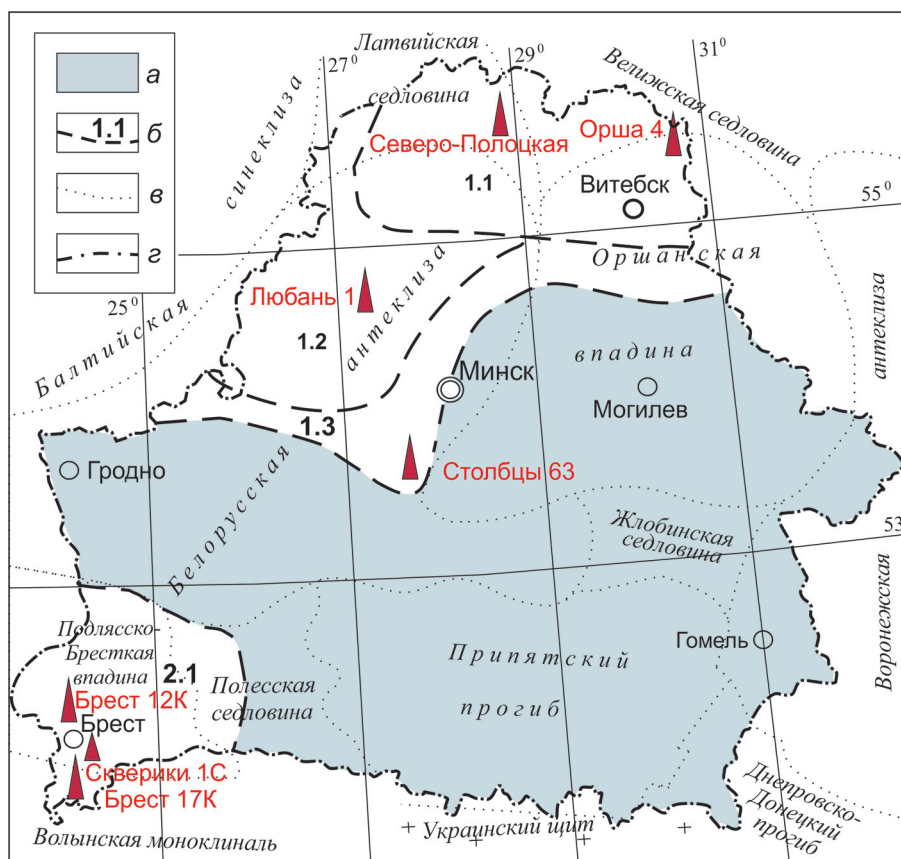 а
1.1 б
в
г
27⁰
Латвийская
седловина
29⁰
31⁰
Велижская седловина
синеклиза
Северо-Полоцкая
Орша 4
1.1
Витебск
55⁰
Оршанская
Любань 1
25⁰
антеклиза
1.2
Балтийская
впадина
антеклиза
Минск
Могилев
1.3
Гродно
Столбцы 63
Белорусская
Жлобинская
седловина
53
Воронежская
Подлясско-
Бресткая
впадина
2.1
Гомель
Припятский
прогиб
Полесская
седловина
Брест 12К
Брест
Скверики 1С
Брест 17К
Волынская моноклиналь
Украинский щит
Днепровско-
Донецкий
прогиб